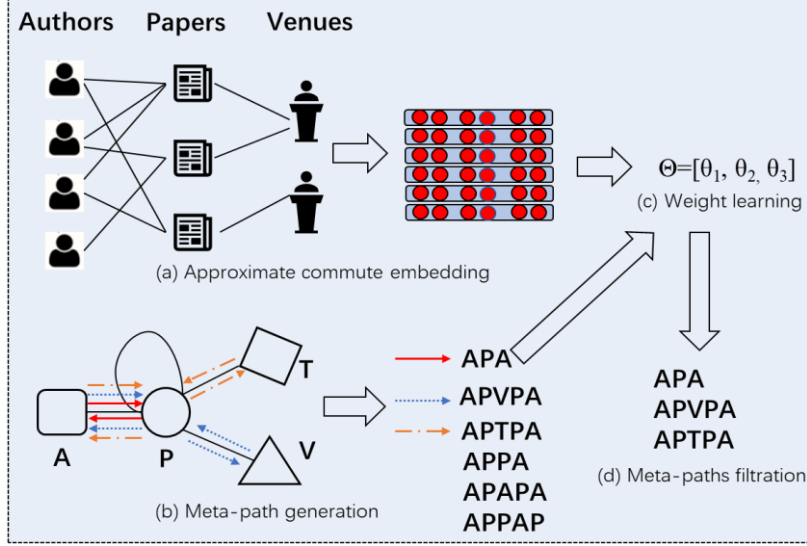 Authors Papers Venues
Θ=[θ1, θ2, θ3]
(c) Weight learning
(a) Approximate commute embedding
T
A
P
V
(b) Meta-path generation
APA
APVPA
APTPA
APPA
APAPA
APPAP
APA
APVPA
APTPA
(d) Meta-paths filtration